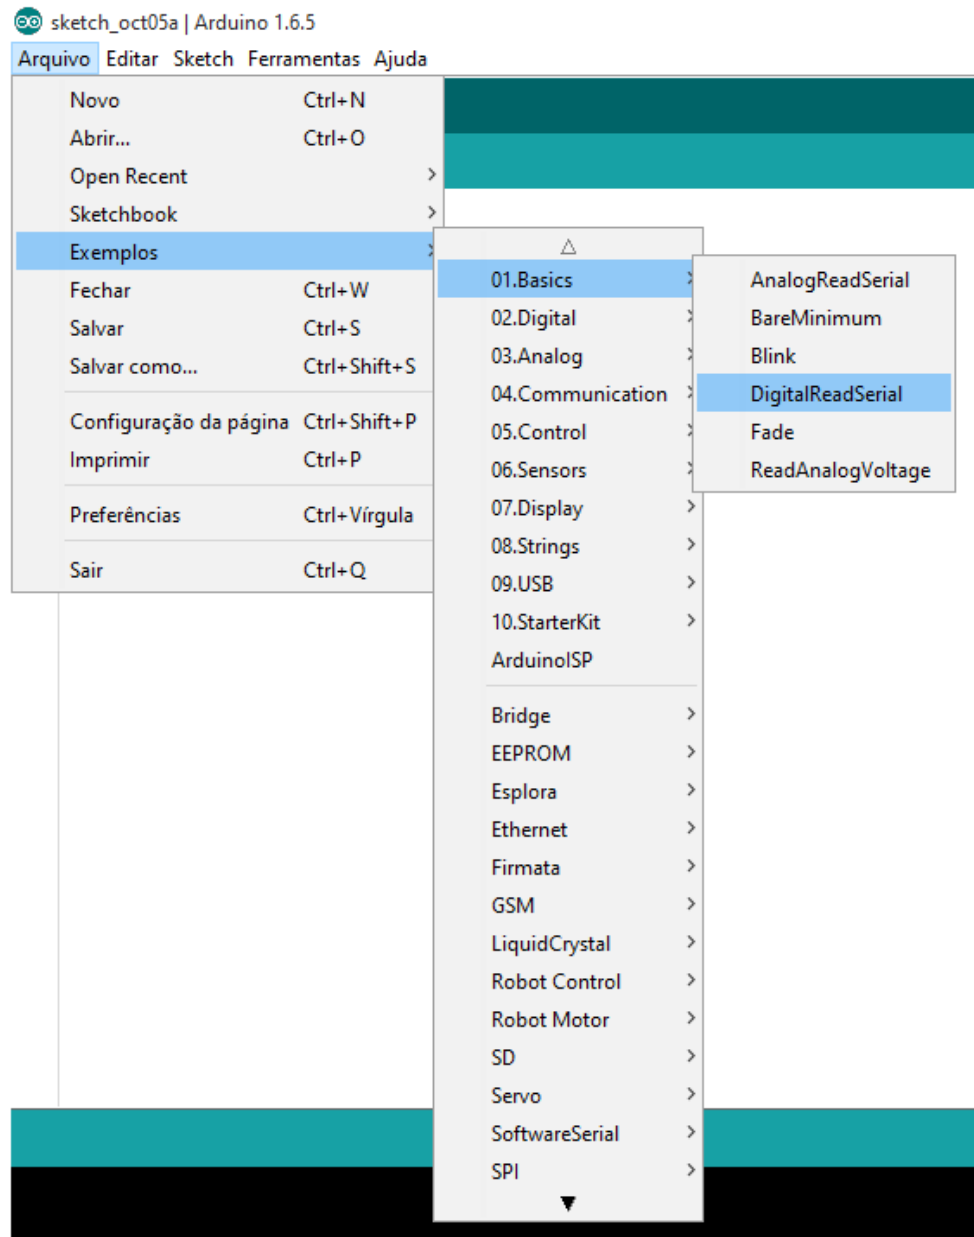 sketch_oct05a | Arduino 1.6.5
Arquivo Editar Sketch Ferramentas Ajuda
Novo Ctrl+N
Abrir... Ctrl+O
Open Recent
Sketchbook
Exemplos
Fechar Ctrl+W
Salvar Ctrl+S
Salvar como... Ctrl+Shift+S
Configuração da página Ctrl+Shift+P
Imprimir Ctrl+P
Preferências Ctrl+Vírgula
Sair Ctrl+Q
01.Basics
02.Digital
03.Analog
04.Communication
05.Control
06.Sensors
07.Display
08.Strings
09.USB
10.StarterKit
ArduinoISP
Bridge
EEPROM
Esplora
Ethernet
Firmata
GSM
LiquidCrystal
Robot Control
Robot Motor
SD
Servo
SoftwareSerial
SPI
AnalogReadSerial
BareMinimum
Blink
DigitalReadSerial
Fade
ReadAnalogVoltage